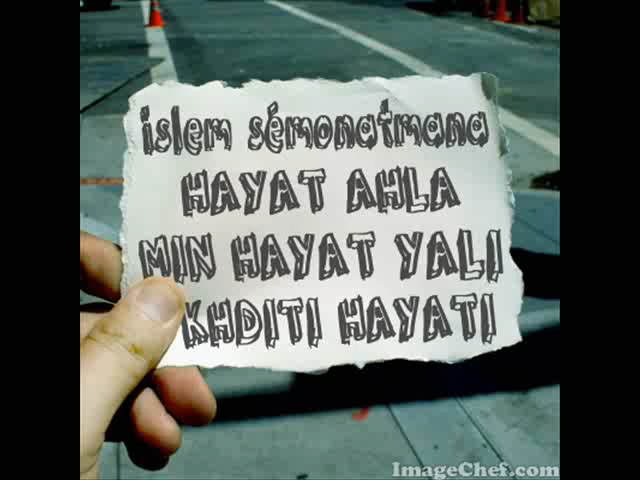 islem sémonatmana
HAYAT AHLA
MIN HAYAT YALI
KHDITI HAYATI
ImageChef.com